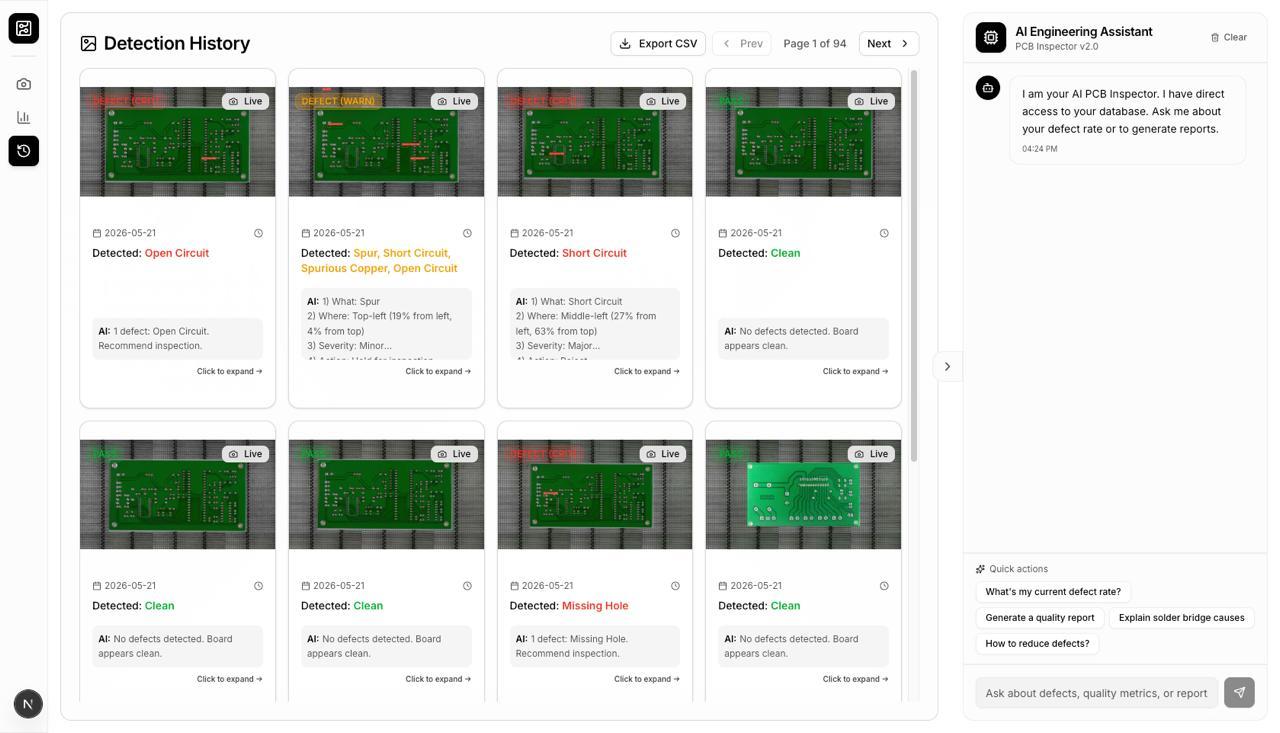 Detection History
Export CSV
Prev
Page 1 of 94
Next
DEFECT (CRIT)
Live
2026-05-21
Detected: Open Circuit
AI: 1 defect: Open Circuit.
Recommend inspection.
Click to expand →
DEFECT (WARN)
Live
2026-05-21
Detected: Spur, Short Circuit,
Spurious Copper, Open Circuit
AI: 1) What: Spur
2) Where: Top-left (19% from left,
4% from top)
3) Severity: Minor...
4) Action: Hold for inspection
Click to expand →
DEFECT (CRIT)
Live
2026-05-21
Detected: Short Circuit
AI: 1) What: Short Circuit
2) Where: Middle-left (27% from
left, 63% from top)
3) Severity: Major...
4) Action: Reject
Click to expand →
PASS
Live
2026-05-21
Detected: Clean
AI: No defects detected. Board
appears clean.
Click to expand →
PASS
Live
2026-05-21
Detected: Clean
AI: No defects detected. Board
appears clean.
Click to expand →
PASS
Live
2026-05-21
Detected: Clean
AI: No defects detected. Board
appears clean.
Click to expand →
DEFECT (CRIT)
Live
2026-05-21
Detected: Missing Hole
AI: 1 defect: Missing Hole.
Recommend inspection.
Click to expand →
PASS
Live
2026-05-21
Detected: Clean
AI: No defects detected. Board
appears clean.
Click to expand →
N
AI Engineering Assistant
PCB Inspector v2.0
Clear
I am your AI PCB Inspector. I have direct
access to your database. Ask me about
your defect rate or to generate reports.
04:24 PM
Quick actions
What's my current defect rate?
Generate a quality report
Explain solder bridge causes
How to reduce defects?
Ask about defects, quality metrics, or report